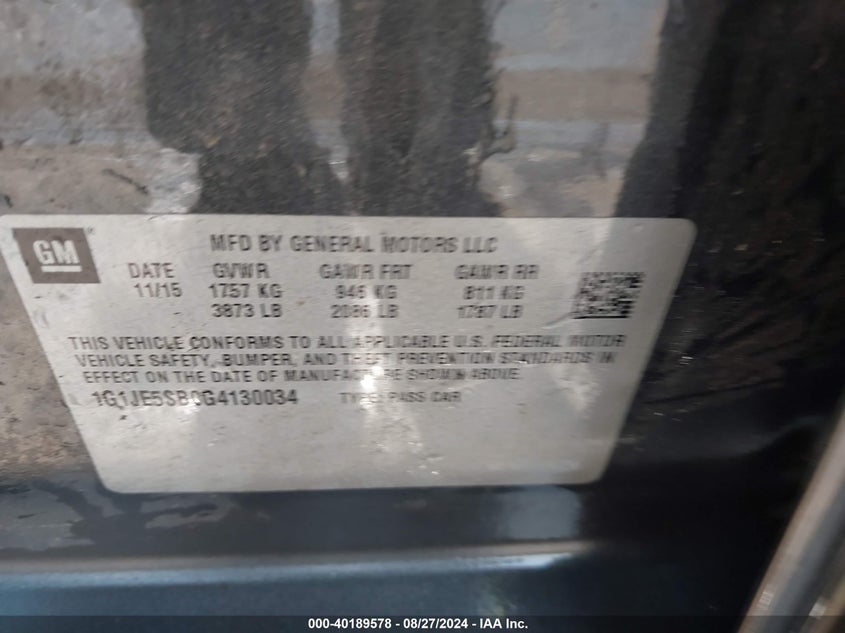 GM
MFD BY GENERAL MOTORS LLC
DATE GVWR GAWR FRT GAWR RR
11/15 1757 KG 946 KG 811 KG
3873 LB 2086 LB 1787 LB
THIS VEHICLE CONFORMS TO ALL APPLICABLE U.S. FEDERAL MOTOR
VEHICLE SAFETY, BUMPER, AND THEFT PREVENTION STANDARDS IN
EFFECT ON THE DATE OF MANUFACTURE SHOWN ABOVE.
1G1JE5SB0G4130034 TYPE: PASS CAR
000-40189578 - 08/27/2024 - IAA Inc.